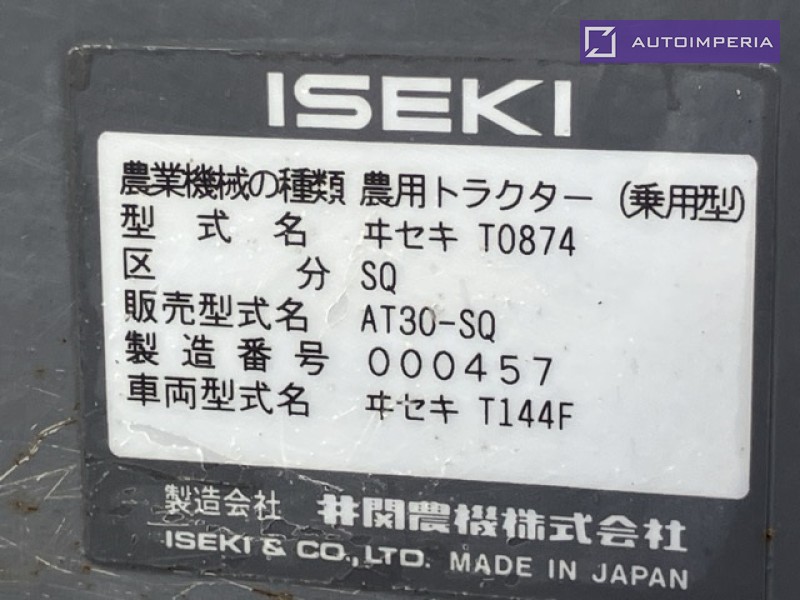 AUTOIMPERIA
ISEKI
農業機械の種類 農用トラクター (乗用型)
型式名 ヰセキ T0874
区分 SQ
販売型式名 AT30-SQ
製造番号 000457
車両型式名 ヰセキ T144F
製造会社 井関農機株式会社
ISEKI & CO.,LTD. MADE IN JAPAN